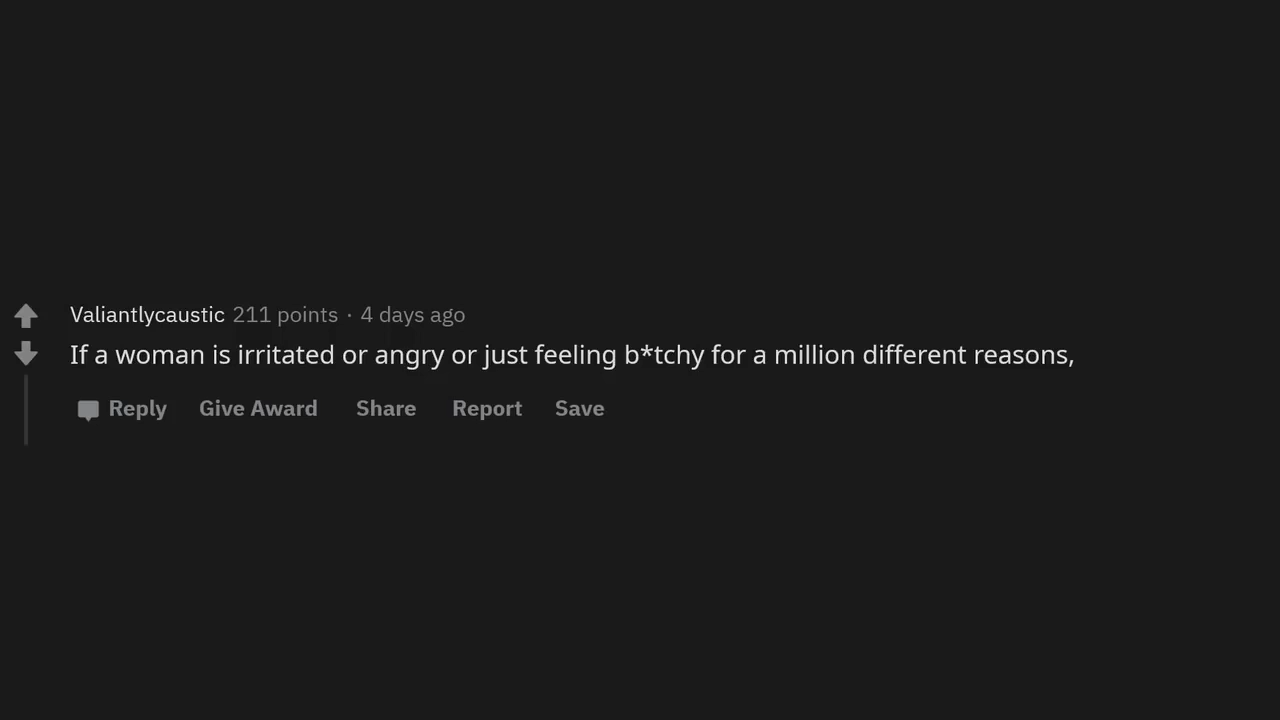 Valiantlycaustic 211 points · 4 days ago
If a woman is irritated or angry or just feeling b*tchy for a million different reasons,
Reply Give Award Share Report Save